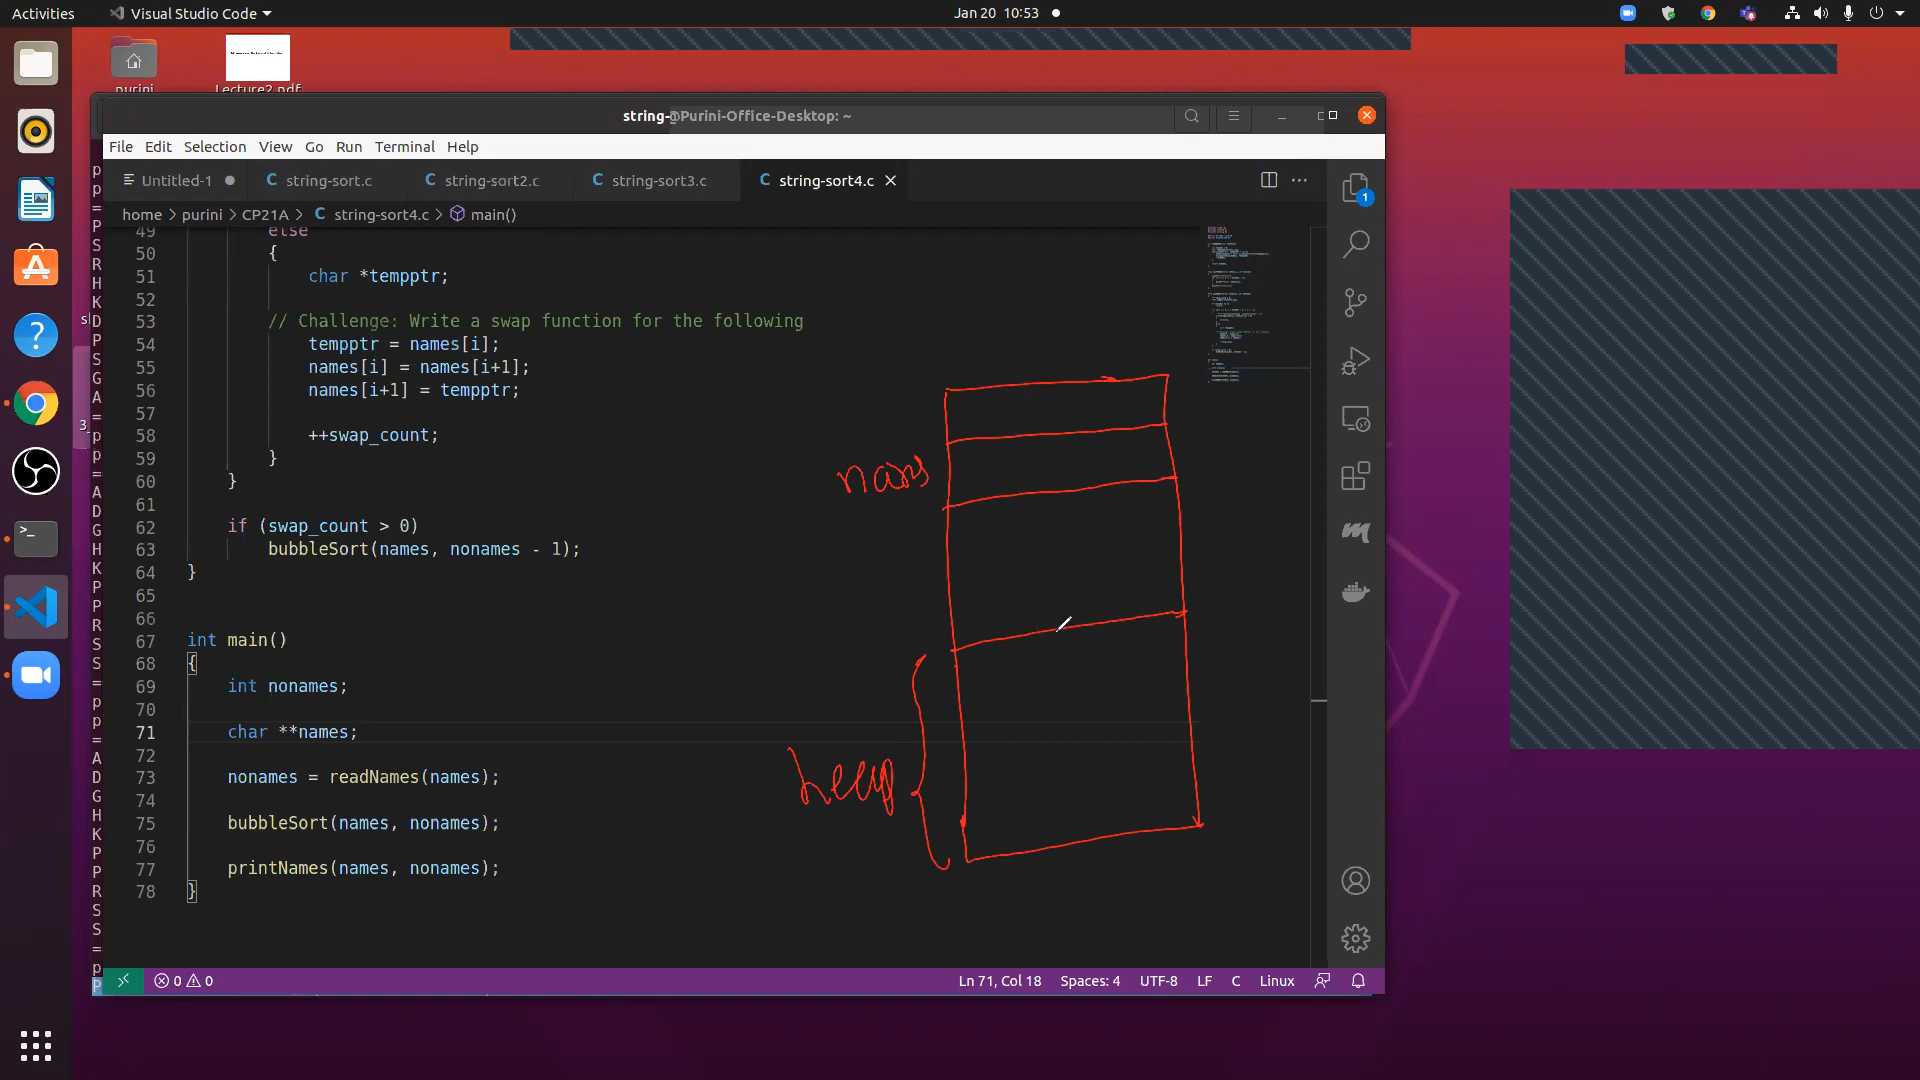 Activities
Visual Studio Code
Jan 20 10:53
purini
Lecture2.pdf
string-@Purini-Office-Desktop: ~
File Edit Selection View Go Run Terminal Help
Untitled-1
C string-sort.c
C string-sort2.c
C string-sort3.c
C string-sort4.c
home > purini > CP21A > C string-sort4.c > main()
49 else
50 {
51 char *tempptr;
52
53 // Challenge: Write a swap function for the following
54 tempptr = names[i];
55 names[i] = names[i+1];
56 names[i+1] = tempptr;
57
58 ++swap_count;
59 }
60 }
61
62 if (swap_count > 0)
63 bubbleSort(names, nonames - 1);
64 }
65
66
67 int main()
68 {
69 int nonames;
70
71 char **names;
72
73 nonames = readNames(names);
74
75 bubbleSort(names, nonames);
76
77 printNames(names, nonames);
78 }
heap
1
0 0
Ln 71, Col 18 Spaces: 4 UTF-8 LF C Linux